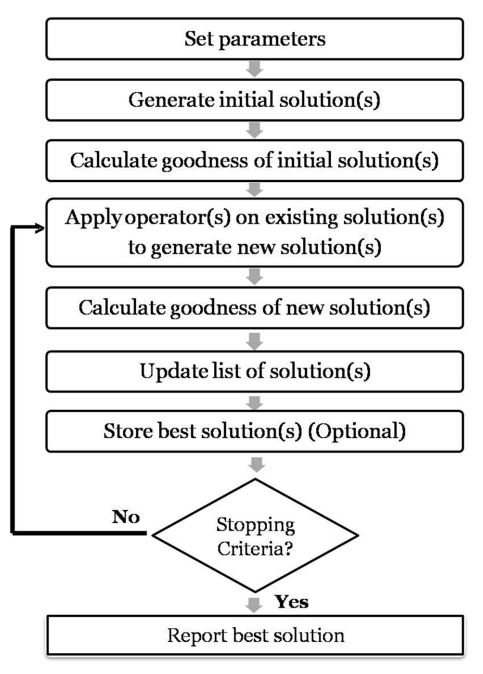 Set parameters
Generate initial solution(s)
Calculate goodness of initial solution(s)
Apply operator(s) on existing solution(s)
to generate new solution(s)
Calculate goodness of new solution(s)
Update list of solution(s)
Store best solution(s) (Optional)
No
Stopping
Criteria?
Yes
Report best solution